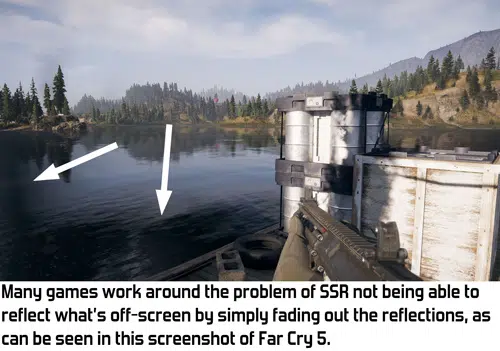 Many games work around the problem of SSR not being able to
reflect what's off-screen by simply fading out the reflections, as
can be seen in this screenshot of Far Cry 5.